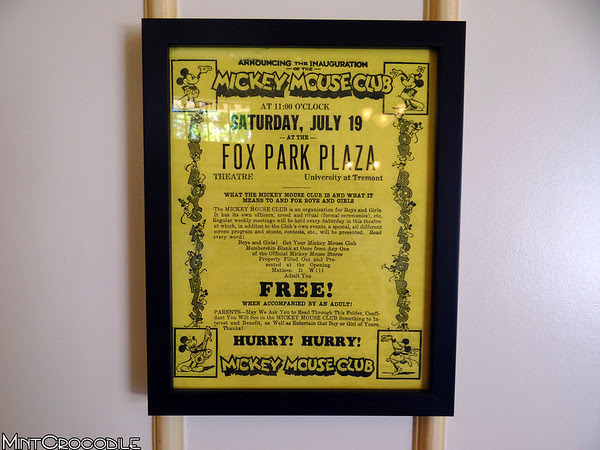 ANNOUNCING THE INAUGURATION
OF THE
MICKEY MOUSE CLUB
AT 11:00 O'CLOCK
SATURDAY, JULY 19
— AT THE —
FOX PARK PLAZA
THEATRE University at Tremont
WHAT THE MICKEY MOUSE CLUB IS AND WHAT IT
MEANS TO AND FOR BOYS AND GIRLS
The MICKEY MOUSE CLUB is an organization for Boys and Girls.
It has its own officers, creed and ritual (formal ceremonies), etc.
Regular weekly meetings will be held every Saturday in this theatre
at which, in additon to the Club's own events, a special, all different
screen program and stunts, contests, etc., will be presented. Read
every word!
Boys and Girls! Get Your Mickey Mouse Club
Membership Blank at Once from Any One
of the Official Mickey Mouse Stores
Properly Filled Out and Pre-
sented at the Opening
Matinee. It Will
Admit You
FREE!
WHEN ACCOMPANIED BY AN ADULT!
PARENTS—May We Ask You to Read Through This Folder, Confi-
dent You Will See in the MICKEY MOUSE CLUB Something to In-
terest and Benefit, as Well as Entertain that Boy or Girl of Yours.
Thanks!
HURRY! HURRY!
MICKEY MOUSE CLUB
MINTCROCODILE